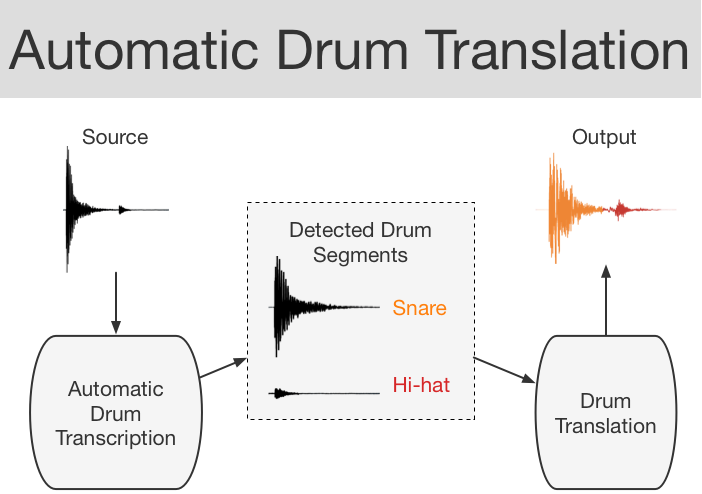 Automatic Drum Translation
Source
Output
Detected Drum
Segments
Snare
Hi-hat
Automatic
Drum
Transcription
Drum
Translation